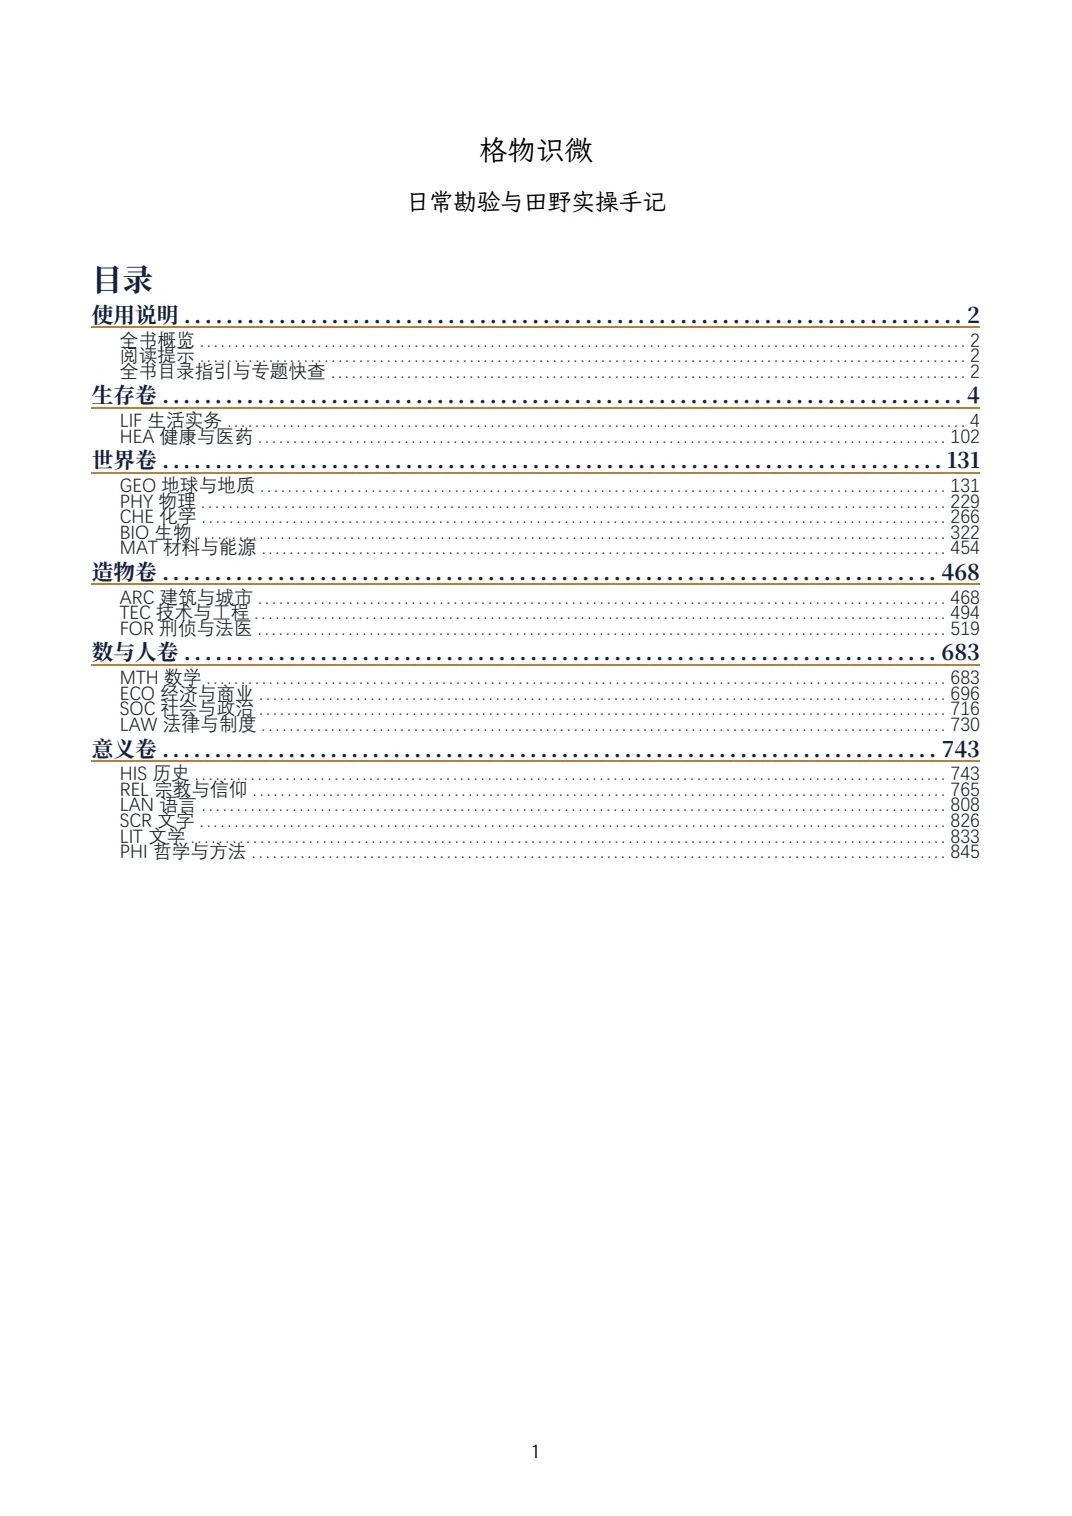 格物识微
日常勘验与田野实操手记
目录
使用说明 2
全书概览 2
阅读提示 2
全书目录指引与专题快查 2
生存卷 4
LIF 生活实务 4
HEA 健康与医药 102
世界卷 131
GEO 地球与地质 131
PHY 物理 229
CHE 化学 266
BIO 生物 322
MAT 材料与能源 454
造物卷 468
ARC 建筑与城市 468
TEC 技术与工程 494
FOR 刑侦与法医 519
数与人卷 683
MTH 数学 683
ECO 经济与商业 696
SOC 社会与政治 716
LAW 法律与制度 730
意义卷 743
HIS 历史 743
REL 宗教与信仰 765
LAN 语言 808
SCR 文字 826
LIT 文学 833
PHI 哲学与方法 845
1